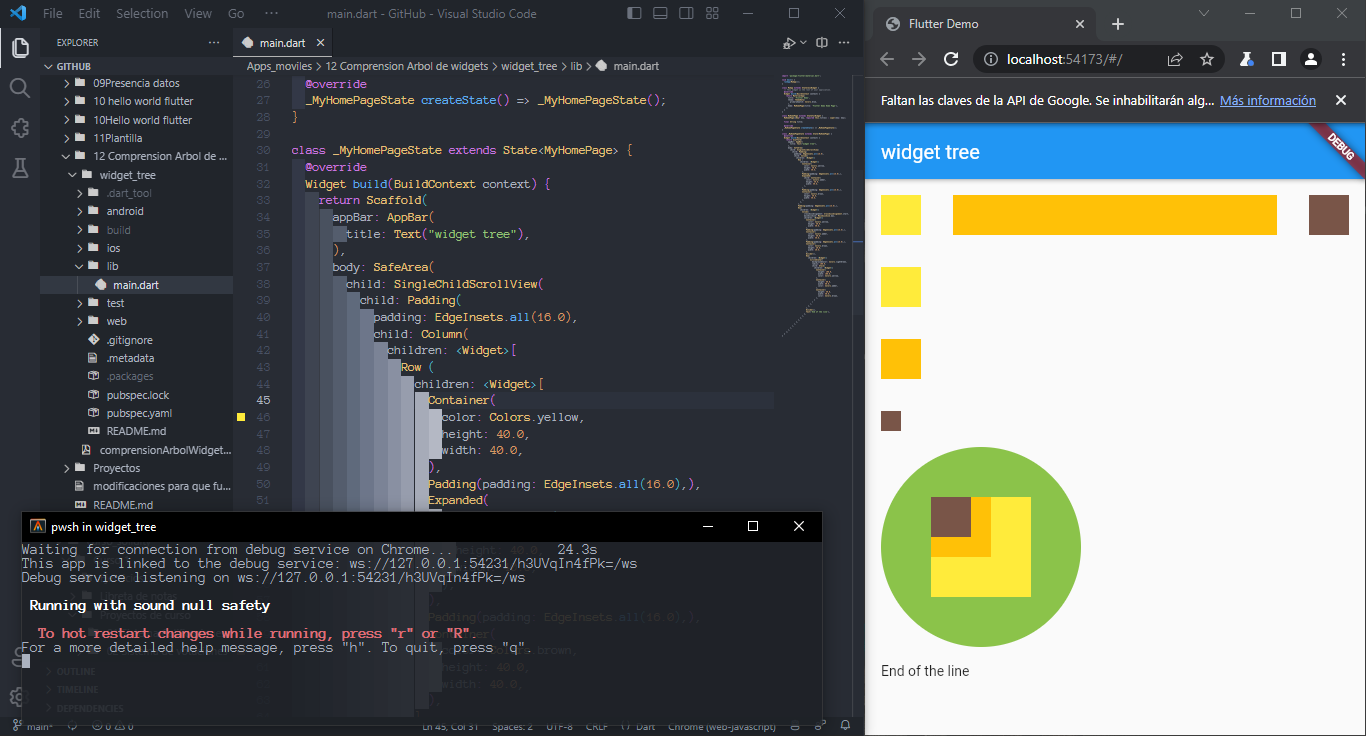 File Edit Selection View Go ··· main.dart - GitHub - Visual Studio Code
EXPLORER ···
GITHUB
09Presencia datos
10 hello world flutter
10Hello world flutter
11Plantilla
12 Comprension Arbol de ...
widget_tree
.dart_tool
android
build
ios
lib
main.dart
test
web
.gitignore
.metadata
.packages
pubspec.lock
pubspec.yaml
README.md
comprensionArbolWidget...
Proyectos
modificaciones para que fu...
README.md
OUTLINE
TIMELINE
DEPENDENCIES
main.dart
Apps_moviles > 12 Comprension Arbol de widgets > widget_tree > lib > main.dart
26 @override
27 _MyHomePageState createState() => _MyHomePageState();
28 }
29
30 class _MyHomePageState extends State<MyHomePage> {
31 @override
32 Widget build(BuildContext context) {
33 return Scaffold(
34 appBar: AppBar(
35 title: Text("widget tree"),
36 ),
37 body: SafeArea(
38 child: SingleChildScrollView(
39 child: Padding(
40 padding: EdgeInsets.all(16.0),
41 child: Column(
42 children: <Widget>[
43 Row (
44 children: <Widget>[
45 Container(
46 color: Colors.yellow,
47 height: 40.0,
48 width: 40.0,
49 ),
50 Padding(padding: EdgeInsets.all(16.0),),
51 Expanded(
pwsh in widget_tree
Waiting for connection from debug service on Chrome... 24.3s
This app is linked to the debug service: ws://127.0.0.1:54231/h3UVqIn4fPk=/ws
Debug service listening on ws://127.0.0.1:54231/h3UVqIn4fPk=/ws
Running with sound null safety
To hot restart changes while running, press "r" or "R".
For a more detailed help message, press "h". To quit, press "q".
main* 0 0 Ln 45, Col 31 Spaces: 2 UTF-8 CRLF Dart Chrome (web-javascript)
Flutter Demo
localhost:54173/#/
Faltan las claves de la API de Google. Se inhabilitarán alg... Más información
widget tree
DEBUG
End of the line